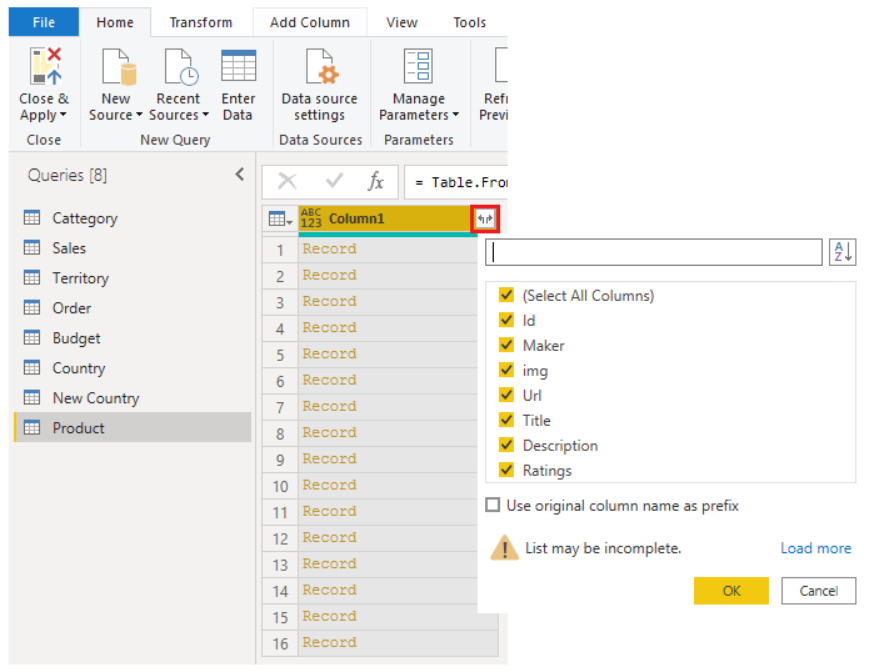 File Home Transform Add Column View Tools
Close & Apply New Source Recent Sources Enter Data Data source settings Manage Parameters
Close New Query Data Sources Parameters
Queries [8]
fx = Table.Fro
ABC 123 Column1
Cattegory
Sales
Territory
Order
Budget
Country
New Country
Product
1 Record
2 Record
3 Record
4 Record
5 Record
6 Record
7 Record
8 Record
9 Record
10 Record
11 Record
12 Record
13 Record
14 Record
15 Record
16 Record
A Z
(Select All Columns)
Id
Maker
img
Url
Title
Description
Ratings
Use original column name as prefix
List may be incomplete. Load more
OK Cancel